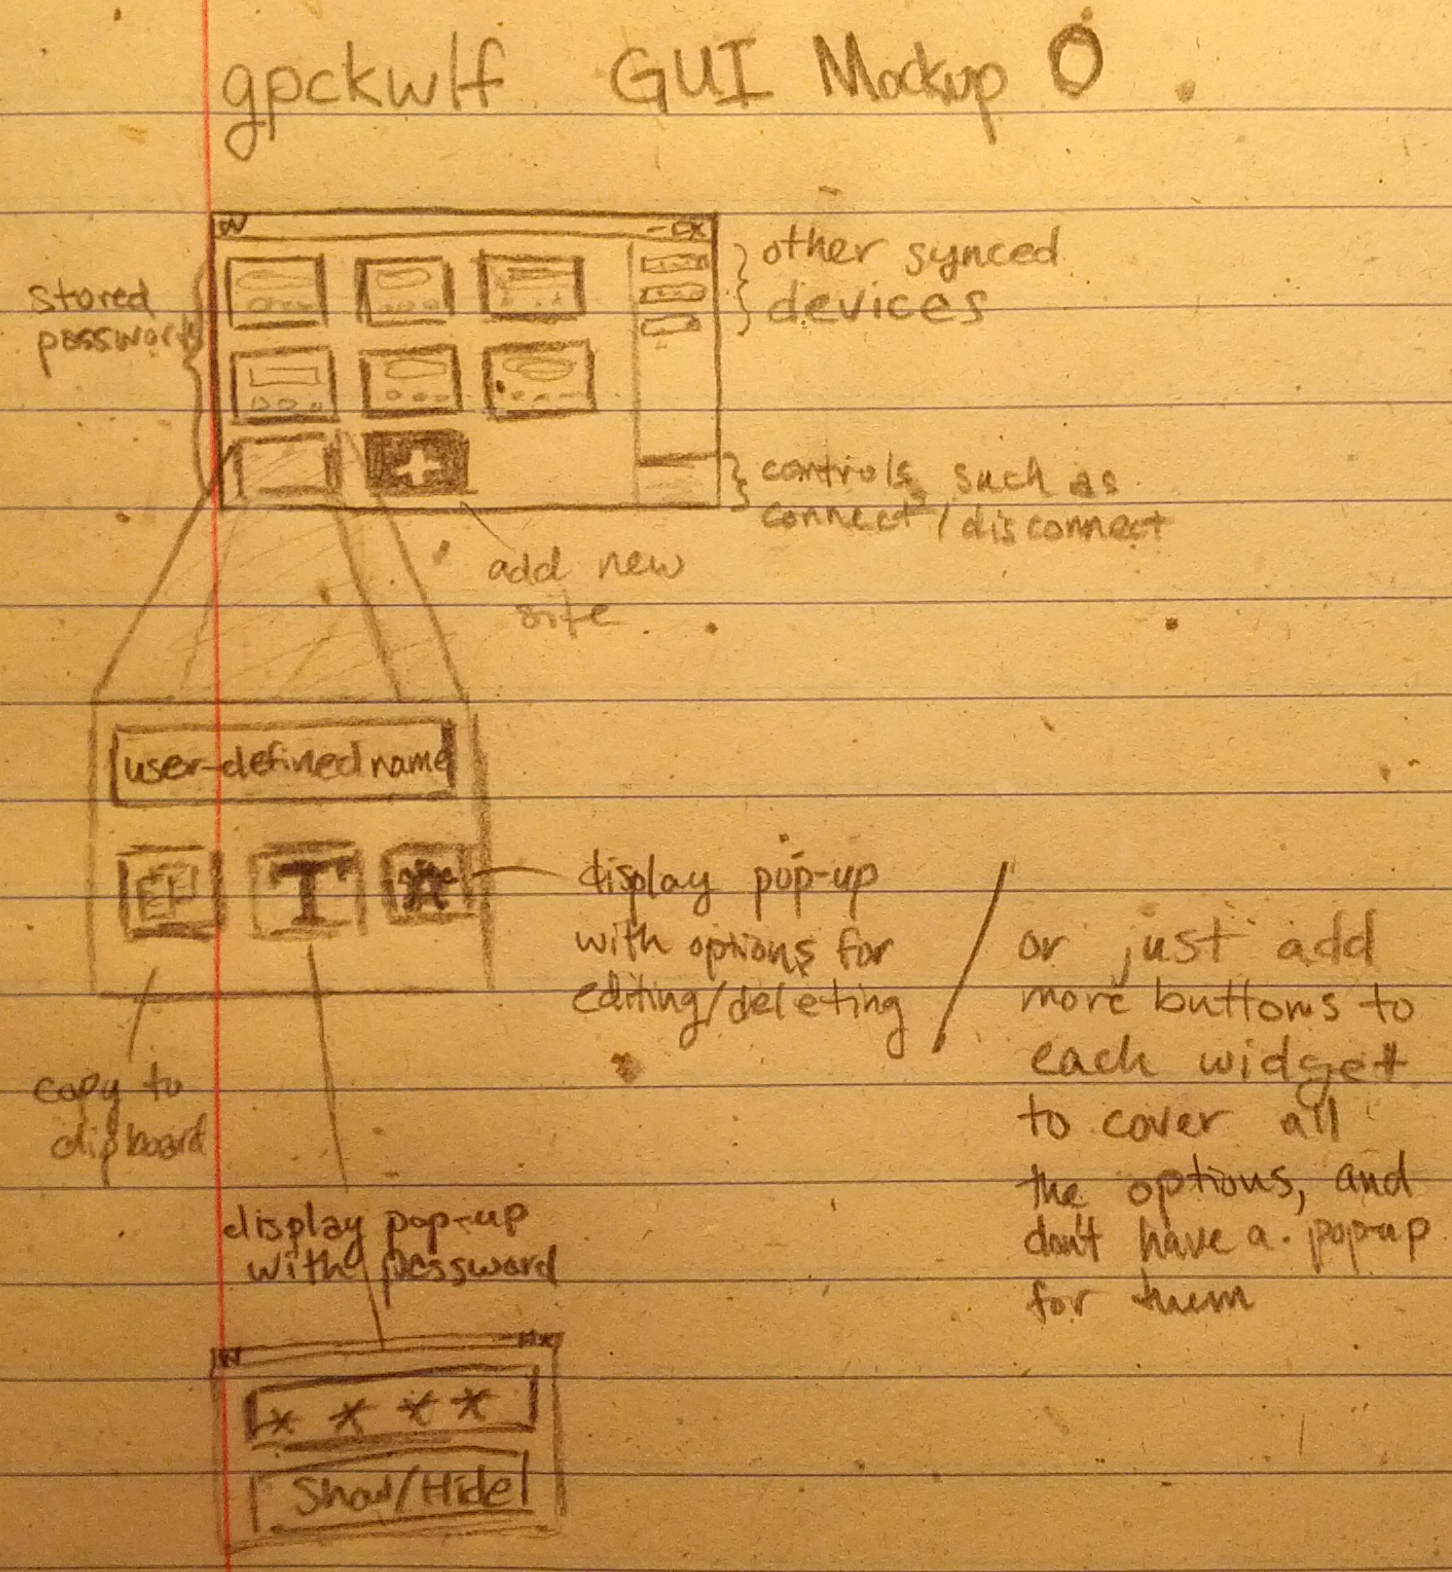 gpckwlf GUI Mockup 0
W
- □X
stored
passwords
other synced
devices
+
controls such as
connect/disconnect
add new
site
user-defined name
T
display pop-up
with options for
editing/deleting
/
or just add
more buttons to
each widget
to cover all
the options, and
don't have a pop-up
for them
copy to
clipboard
display pop-up
with password
W
- □X
* * * *
Show/Hide